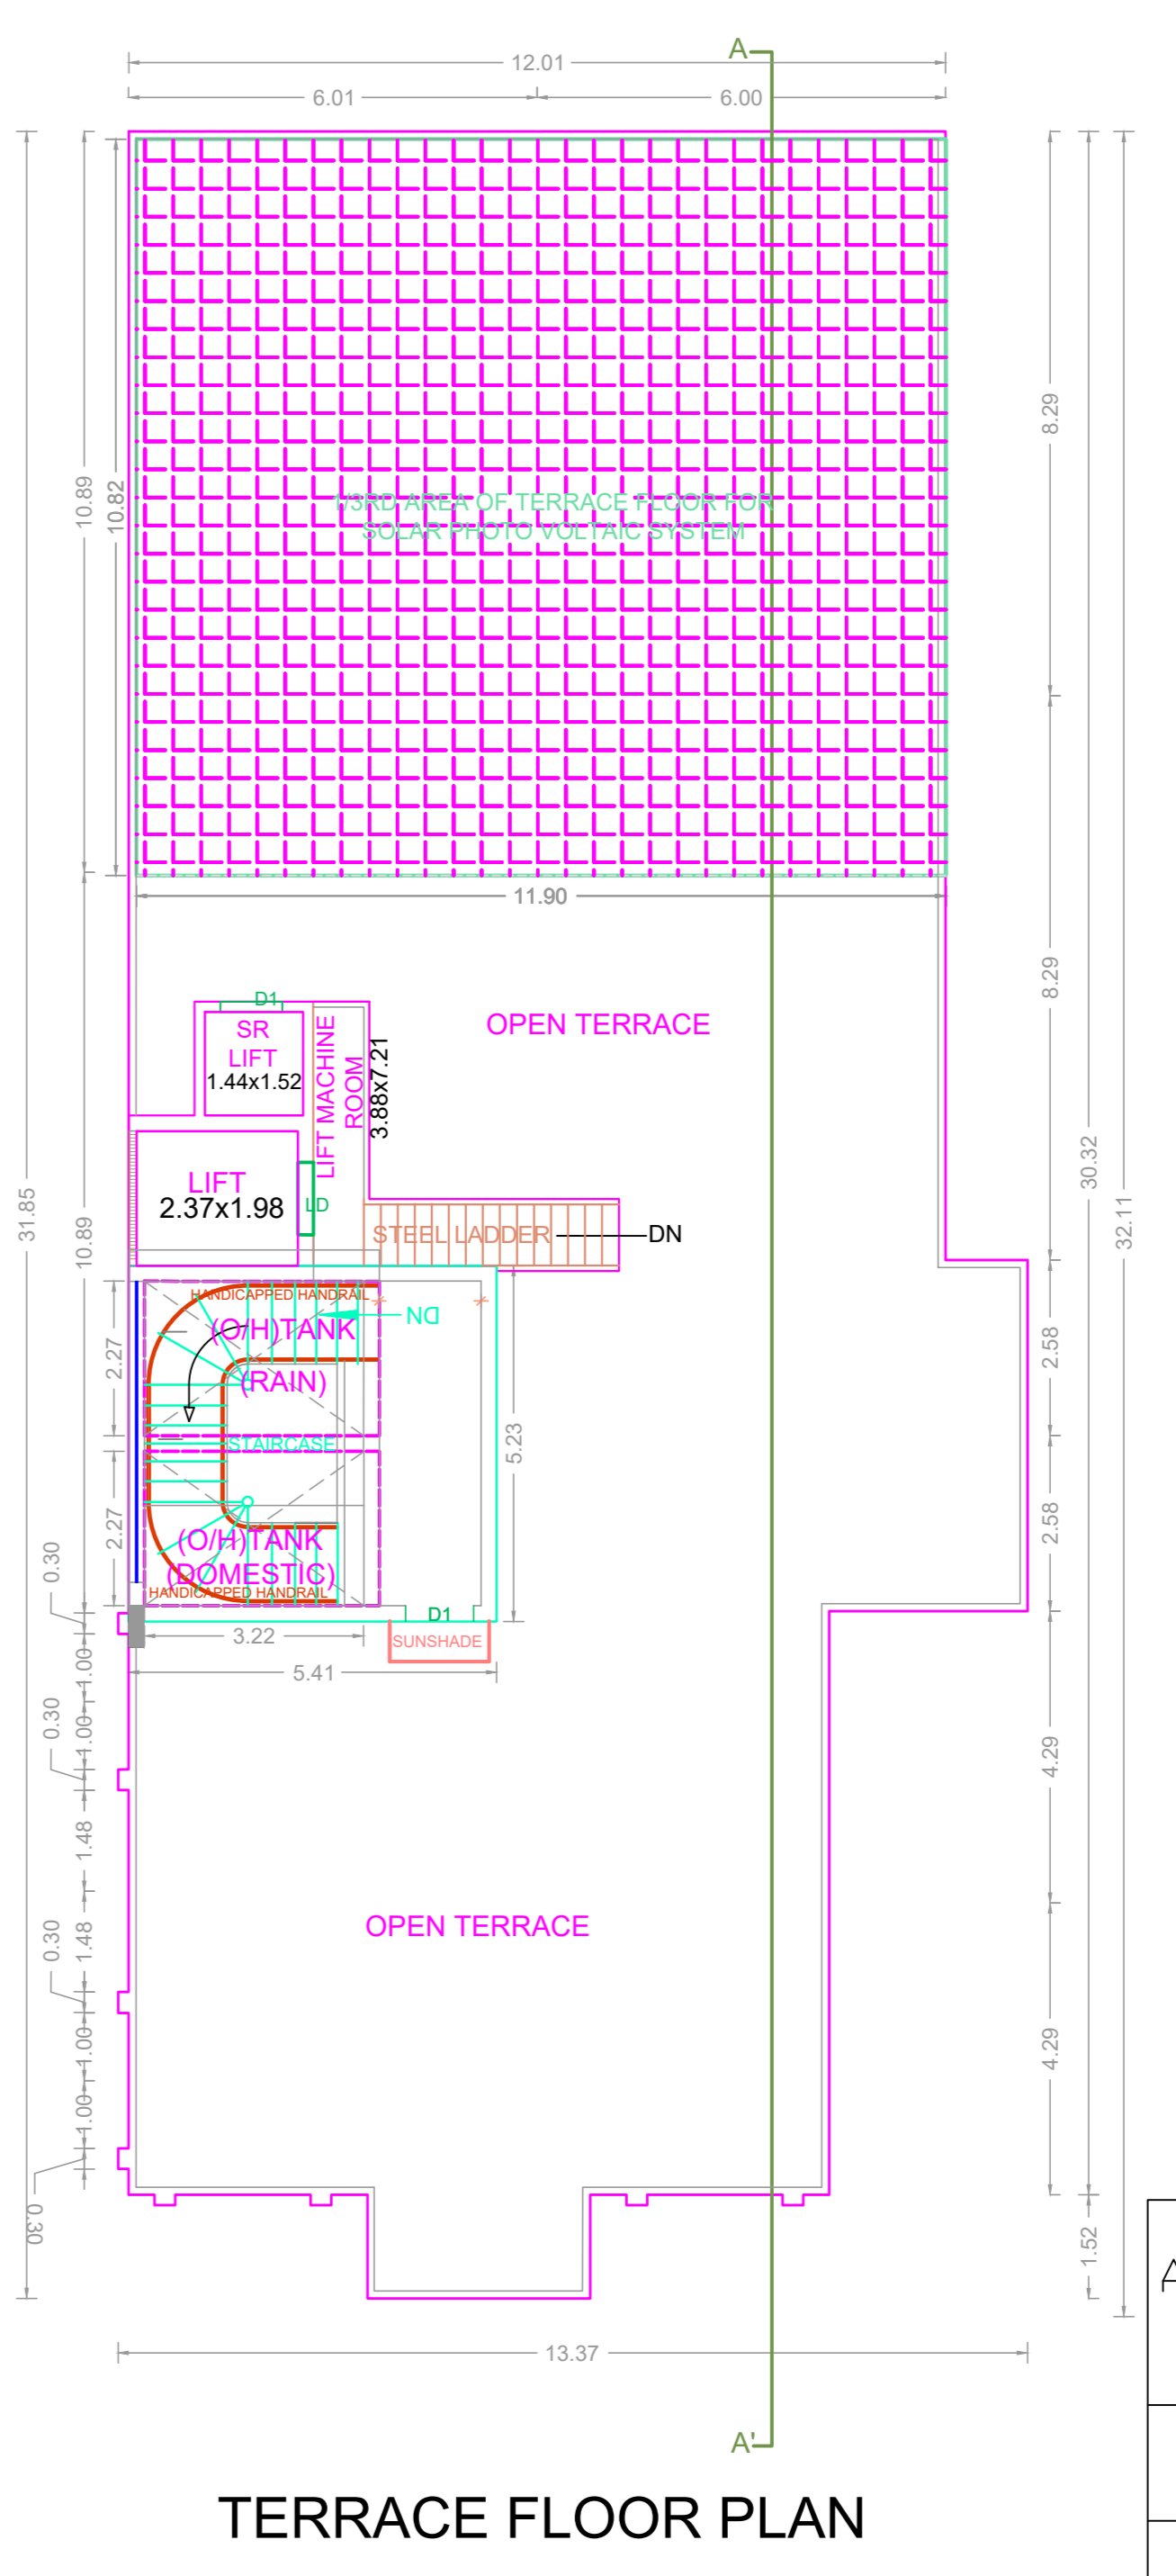 A
12.01
6.01
6.00
8.29
10.89
10.82
1/3RD AREA OF TERRACE FLOOR FOR
SOLAR PHOTO VOLTAIC SYSTEM
11.90
8.29
D1
SR
LIFT
1.44x1.52
LIFT MACHINE
ROOM
3.88x7.21
OPEN TERRACE
30.32
32.11
31.85
10.89
LIFT
2.37x1.98
LD
STEEL LADDER
DN
HANDICAPPED HANDRAIL
DN
(O/H)TANK
(RAIN)
2.27
2.58
STAIRCASE
5.23
2.27
2.58
(O/H)TANK
(DOMESTIC)
HANDICAPPED HANDRAIL
0.30
D1
SUNSHADE
3.22
5.41
1.00
0.30
1.00
4.29
1.48
OPEN TERRACE
0.30
1.48
1.00
4.29
1.00
0.30
1.52
13.37
A'
TERRACE FLOOR PLAN